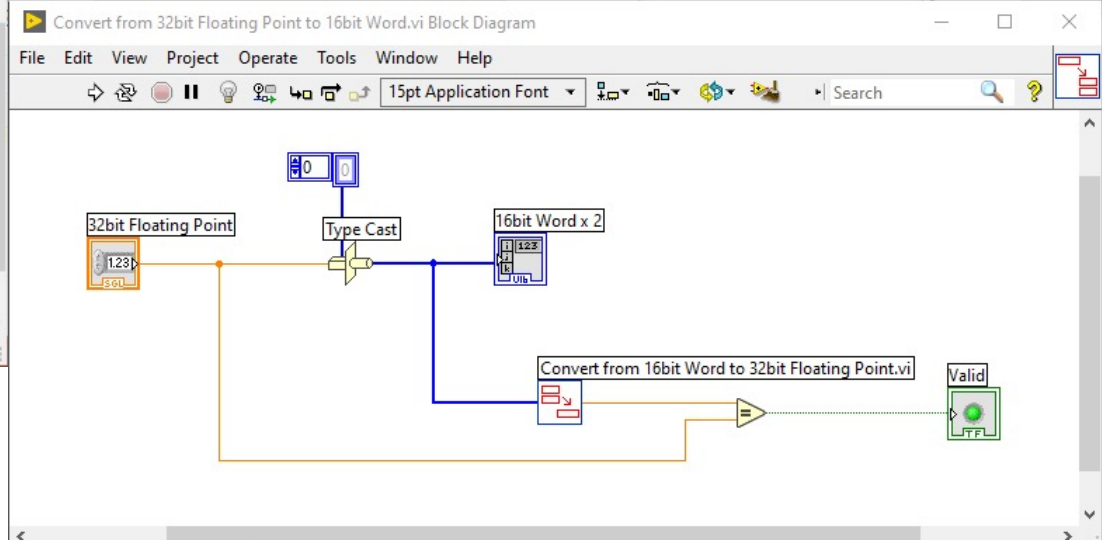 Convert from 32bit Floating Point to 16bit Word.vi Block Diagram
File Edit View Project Operate Tools Window Help
15pt Application Font
Search
0 0
32bit Floating Point
Type Cast
16bit Word x 2
1.23
SGL
i 123
j
k
U16
Convert from 16bit Word to 32bit Floating Point.vi
Valid
=
TF